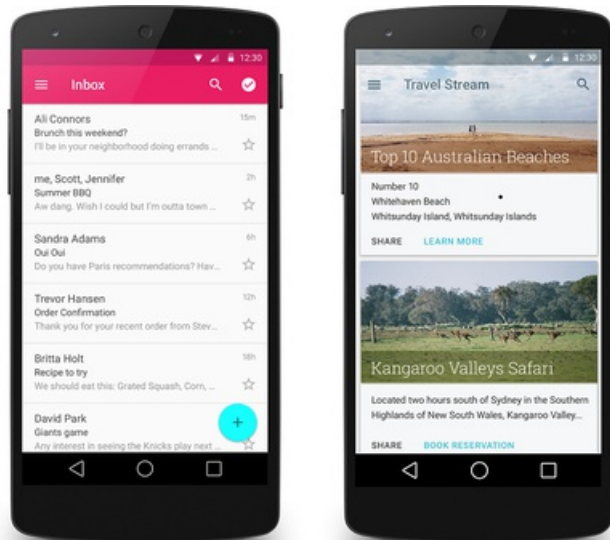 12:30
Inbox
Ali Connors 15m
Brunch this weekend?
I'll be in your neighborhood doing errands ...
me, Scott, Jennifer 2h
Summer BBQ
Aw dang. Wish I could but I'm outta town ...
Sandra Adams 6h
Oui Oui
Do you have Paris recommendations? Hav...
Trevor Hansen 12h
Order Confirmation
Thank you for your recent order from Stev...
Britta Holt 18h
Recipe to try
We should eat this: Grated Squash, Corn, ...
David Park
Giants game
Any interest in seeing the Knicks play next ...
12:30
Travel Stream
Top 10 Australian Beaches
Number 10
Whitehaven Beach
Whitsunday Island, Whitsunday Islands
SHARE LEARN MORE
Kangaroo Valleys Safari
Located two hours south of Sydney in the Southern
Highlands of New South Wales, Kangaroo Valley...
SHARE BOOK RESERVATION